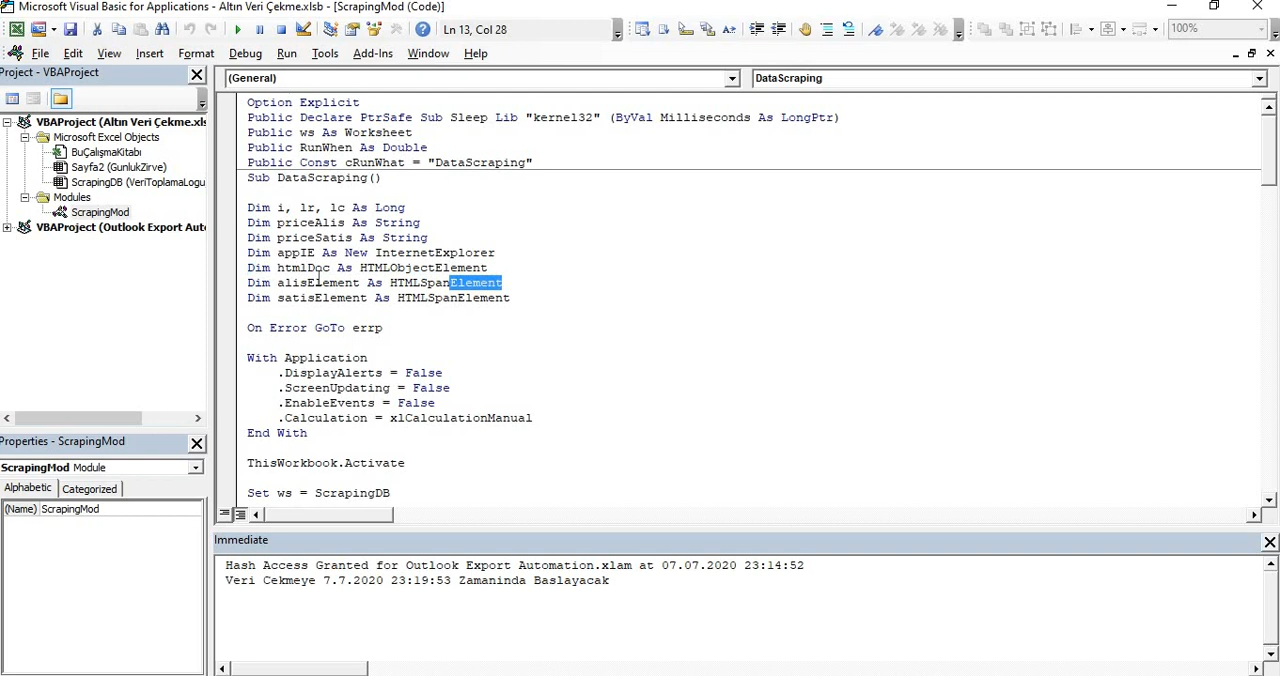 Microsoft Visual Basic for Applications - Altın Veri Çekme.xlsb - [ScrapingMod (Code)]
Ln 13, Col 28
100%
File Edit View Insert Format Debug Run Tools Add-Ins Window Help
Project - VBAProject
VBAProject (Altın Veri Çekme.xls
Microsoft Excel Objects
BuÇalışmaKitabı
Sayfa2 (GunlukZirve)
ScrapingDB (VeriToplamaLogu
Modules
ScrapingMod
VBAProject (Outlook Export Aut
Properties - ScrapingMod
ScrapingMod Module
Alphabetic Categorized
(Name) ScrapingMod
(General) DataScraping
Option Explicit
Public Declare PtrSafe Sub Sleep Lib "kernel32" (ByVal Milliseconds As LongPtr)
Public ws As Worksheet
Public RunWhen As Double
Public Const cRunWhat = "DataScraping"
Sub DataScraping()
Dim i, lr, lc As Long
Dim priceAlis As String
Dim priceSatis As String
Dim appIE As New InternetExplorer
Dim htmlDoc As HTMLObjectElement
Dim alisElement As HTMLSpanElement
Dim satisElement As HTMLSpanElement
On Error GoTo errp
With Application
.DisplayAlerts = False
.ScreenUpdating = False
.EnableEvents = False
.Calculation = xlCalculationManual
End With
ThisWorkbook.Activate
Set ws = ScrapingDB
Immediate
Hash Access Granted for Outlook Export Automation.xlam at 07.07.2020 23:14:52
Veri Cekmeye 7.7.2020 23:19:53 Zamaninda Baslayacak